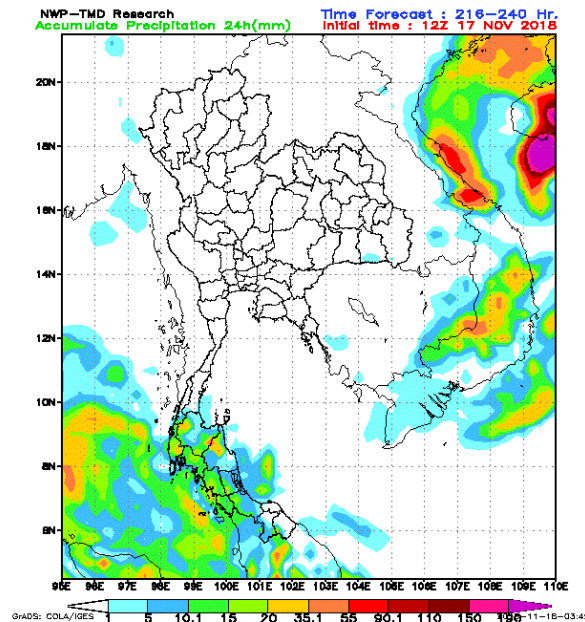 NWP-TMD Research Time Forecast : 216-240 Hr.
Accumulate Precipitation 24h(mm) Initial time : 12Z 17 NOV 2018
20N
18N
16N
14N
12N
10N
8N
6N
95E 96E 97E 98E 99E 100E 101E 102E 103E 104E 105E 106E 107E 108E 109E 110E
GrADS: COLA/IGES
1 5 10.1 15 20 35.1 55 90.1 110 150